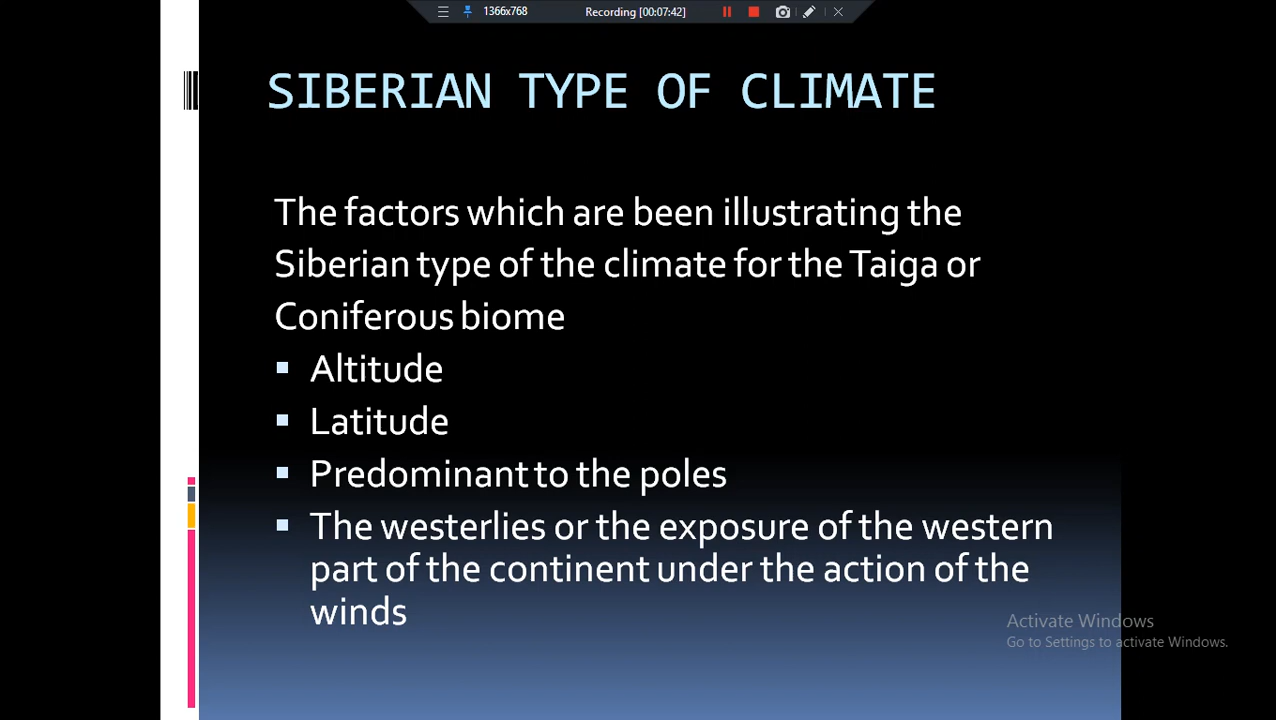 1366x768
Recording [00:07:42]
SIBERIAN TYPE OF CLIMATE
The factors which are been illustrating the
Siberian type of the climate for the Taiga or
Coniferous biome
Altitude
Latitude
Predominant to the poles
The westerlies or the exposure of the western
part of the continent under the action of the
winds
Activate Windows
Go to Settings to activate Windows.